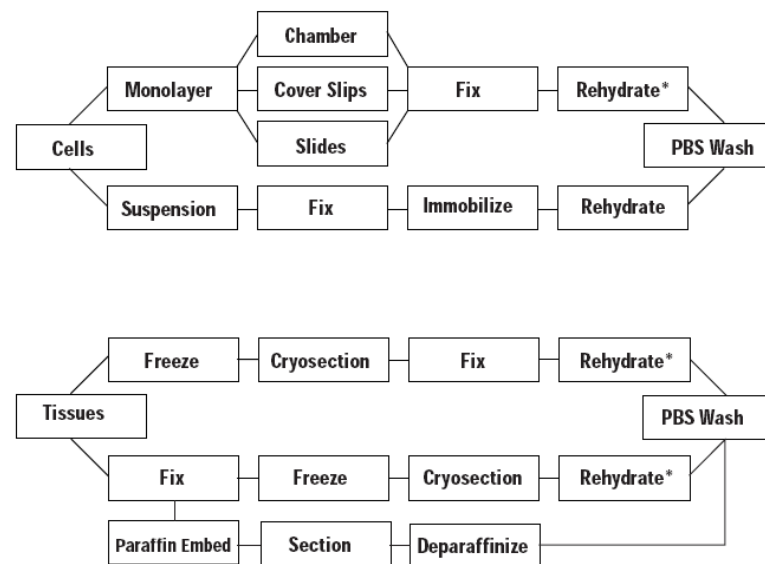 Chamber
Monolayer
Cover Slips
Fix
Rehydrate*
Cells
Slides
PBS Wash
Suspension
Fix
Immobilize
Rehydrate
Freeze
Cryosection
Fix
Rehydrate*
Tissues
PBS Wash
Fix
Freeze
Cryosection
Rehydrate*
Paraffin Embed
Section
Deparaffinize